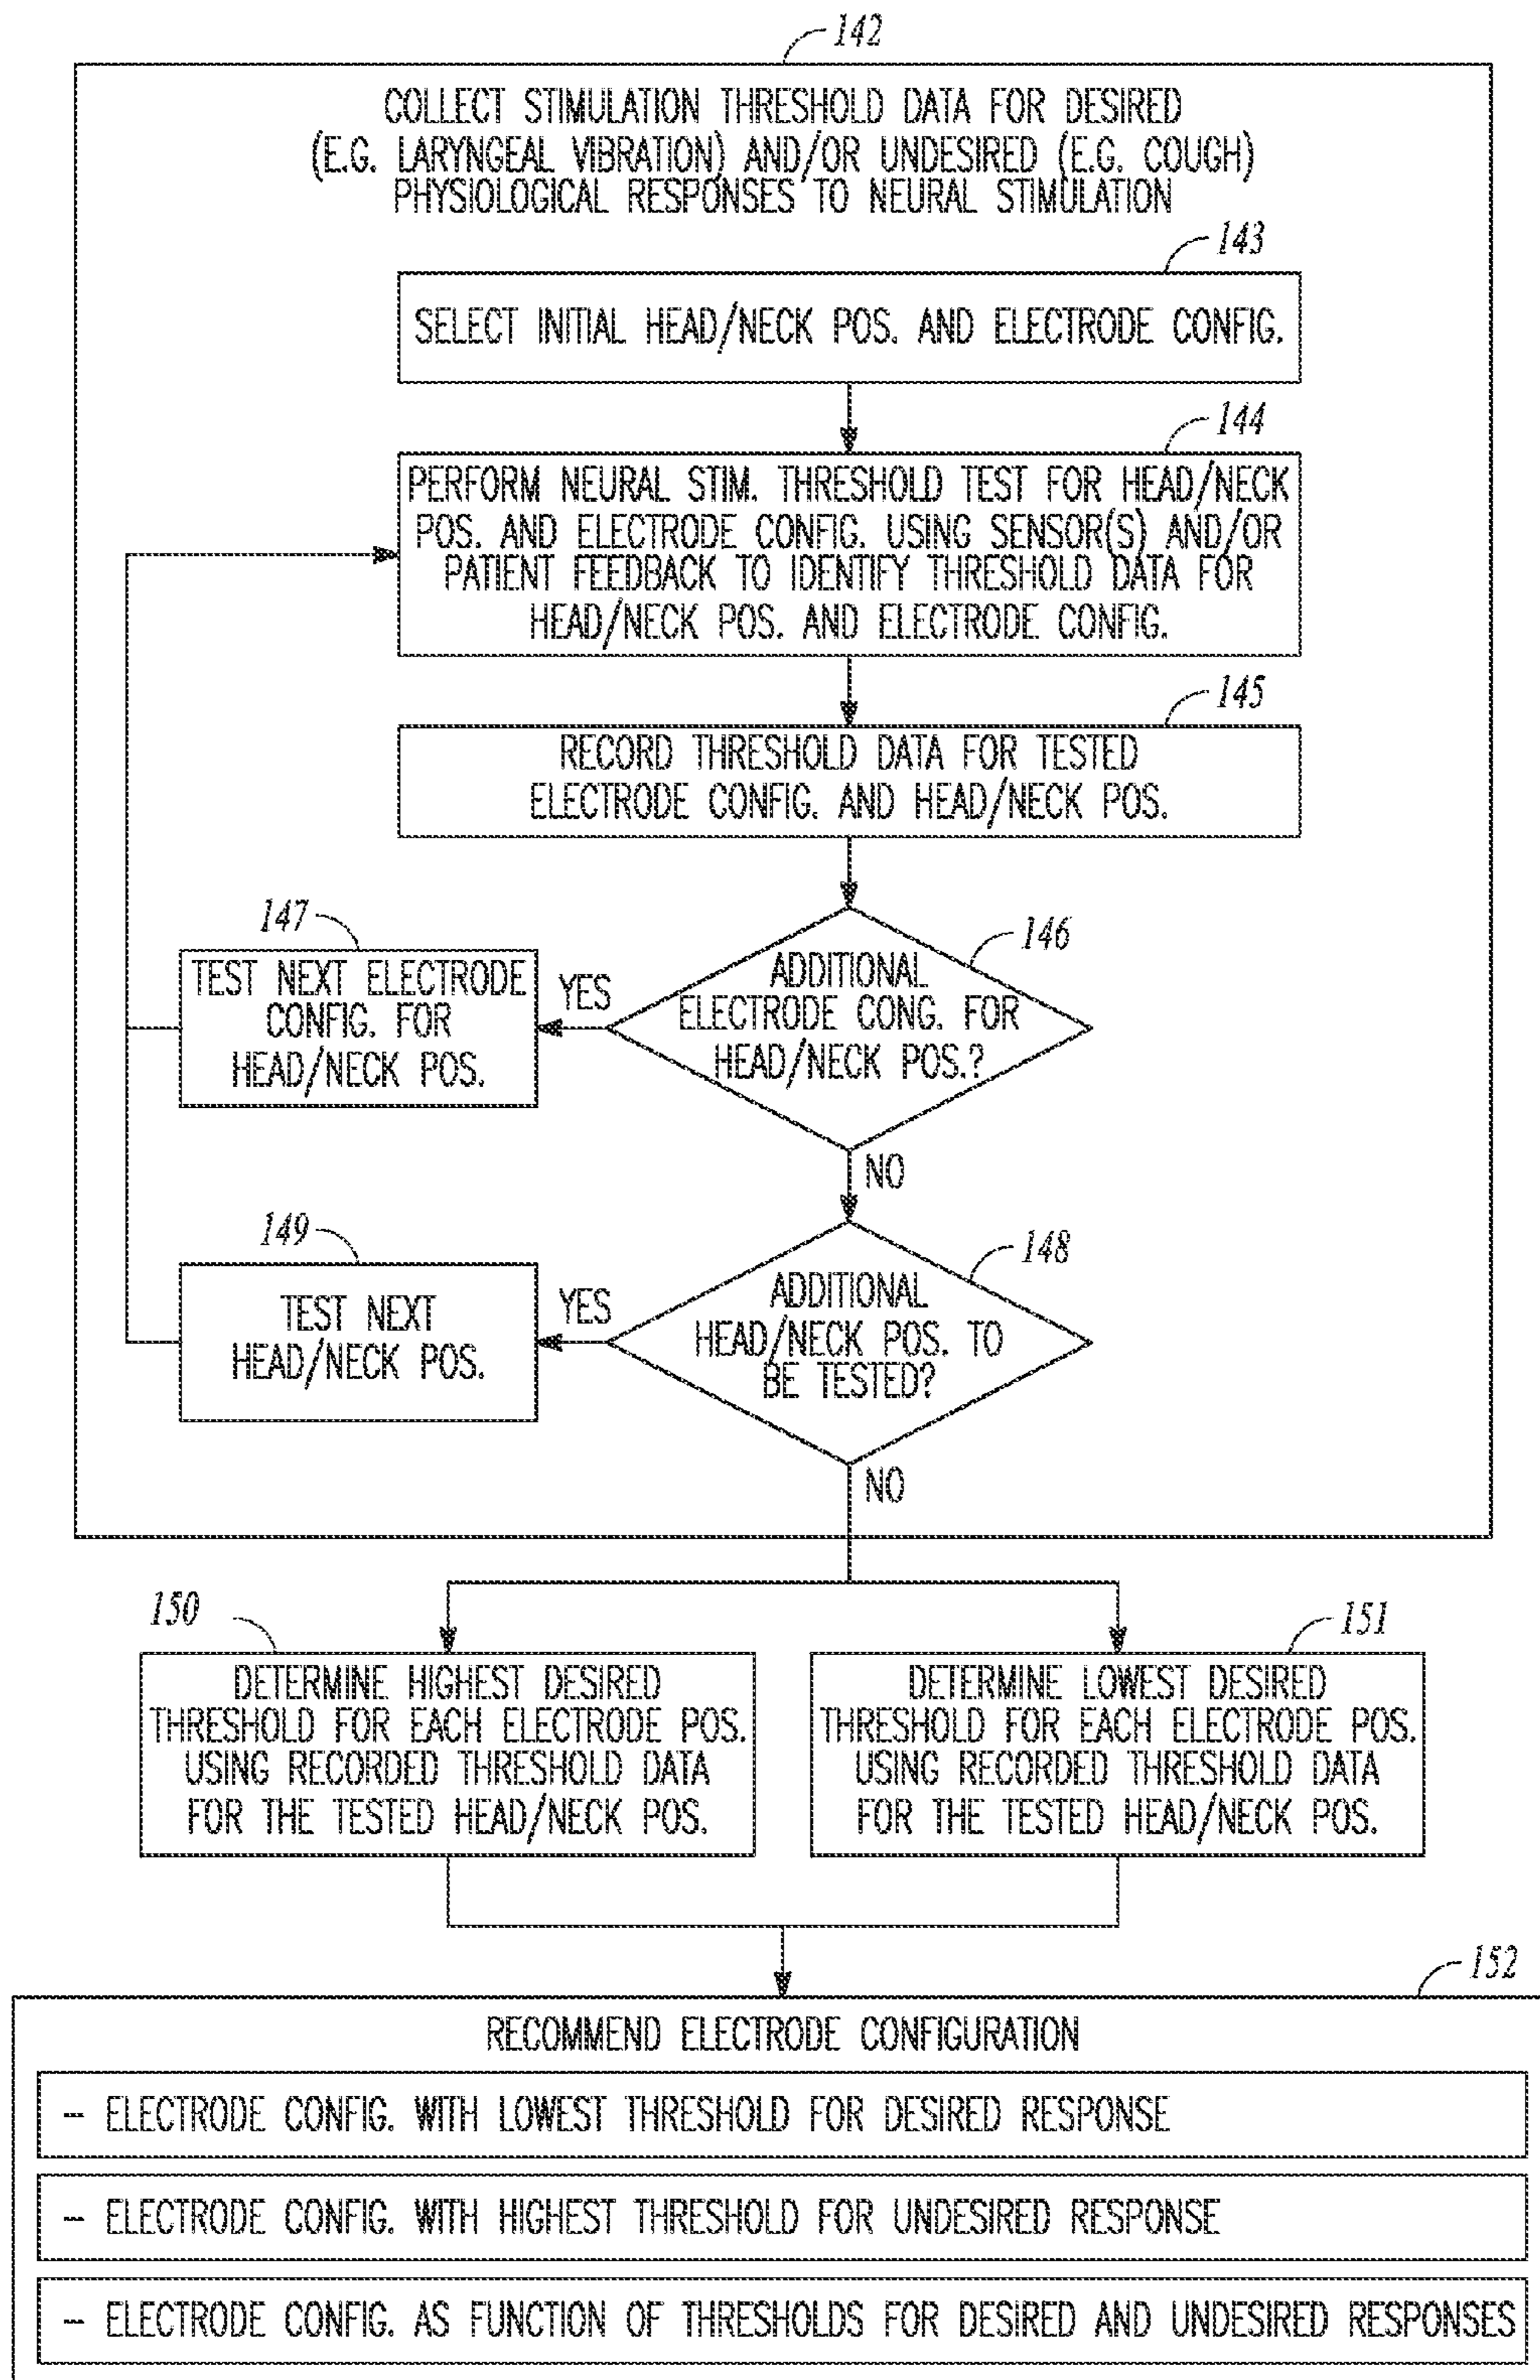 142
COLLECT STIMULATION THRESHOLD DATA FOR DESIRED
(E.G. LARYNGEAL VIBRATION) AND/OR UNDESIRED (E.G. COUGH)
PHYSIOLOGICAL RESPONSES TO NEURAL STIMULATION
143
SELECT INITIAL HEAD/NECK POS. AND ELECTRODE CONFIG.
144
PERFORM NEURAL STIM. THRESHOLD TEST FOR HEAD/NECK
POS. AND ELECTRODE CONFIG. USING SENSOR(S) AND/OR
PATIENT FEEDBACK TO IDENTIFY THRESHOLD DATA FOR
HEAD/NECK POS. AND ELECTRODE CONFIG.
145
RECORD THRESHOLD DATA FOR TESTED
ELECTRODE CONFIG. AND HEAD/NECK POS.
146
ADDITIONAL
ELECTRODE CONG. FOR
HEAD/NECK POS.?
YES
147
TEST NEXT ELECTRODE
CONFIG. FOR
HEAD/NECK POS.
NO
148
ADDITIONAL
HEAD/NECK POS. TO
BE TESTED?
YES
149
TEST NEXT
HEAD/NECK POS.
NO
150
DETERMINE HIGHEST DESIRED
THRESHOLD FOR EACH ELECTRODE POS.
USING RECORDED THRESHOLD DATA
FOR THE TESTED HEAD/NECK POS.
151
DETERMINE LOWEST DESIRED
THRESHOLD FOR EACH ELECTRODE POS.
USING RECORDED THRESHOLD DATA
FOR THE TESTED HEAD/NECK POS.
152
RECOMMEND ELECTRODE CONFIGURATION
- ELECTRODE CONFIG. WITH LOWEST THRESHOLD FOR DESIRED RESPONSE
- ELECTRODE CONFIG. WITH HIGHEST THRESHOLD FOR UNDESIRED RESPONSE
- ELECTRODE CONFIG. AS FUNCTION OF THRESHOLDS FOR DESIRED AND UNDESIRED RESPONSES